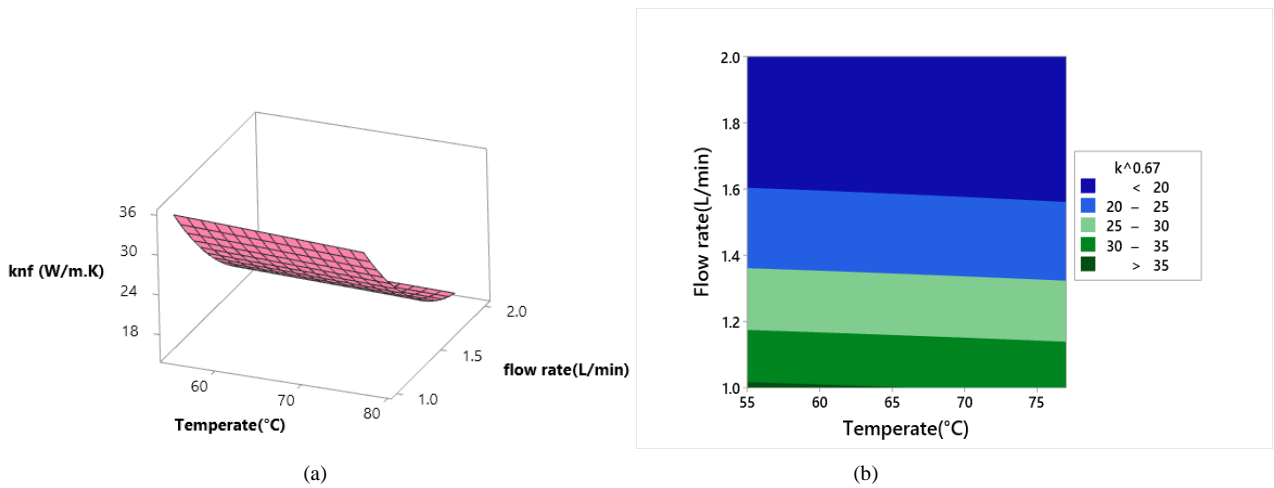 36
30
24
18
knf (W/m.K)
60
70
80
Temperate(°C)
1.0
1.5
2.0
flow rate(L/min)
(a)
2.0
1.8
1.6
1.4
1.2
1.0
Flow rate(L/min)
55
60
65
70
75
Temperate(°C)
k^0.67
< 20
20 – 25
25 – 30
30 – 35
> 35
(b)